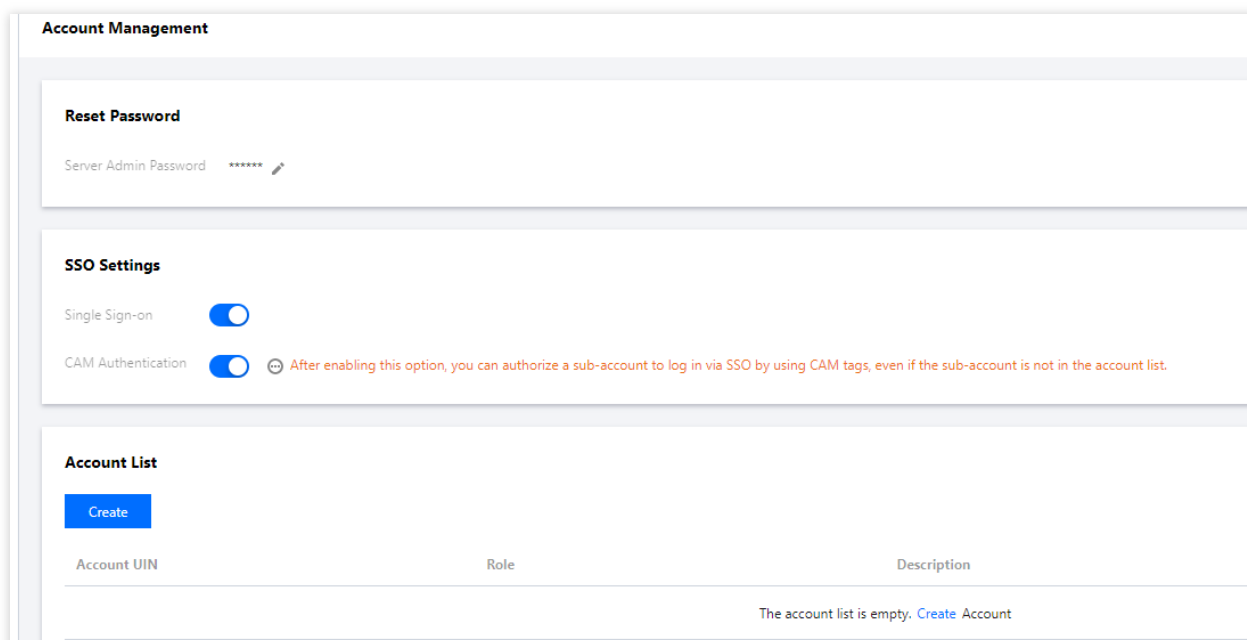 Account Management
Reset Password
Server Admin Password ******
SSO Settings
Single Sign-on
CAM Authentication After enabling this option, you can authorize a sub-account to log in via SSO by using CAM tags, even if the sub-account is not in the account list.
Account List
Create
Account UIN Role Description
The account list is empty. Create Account